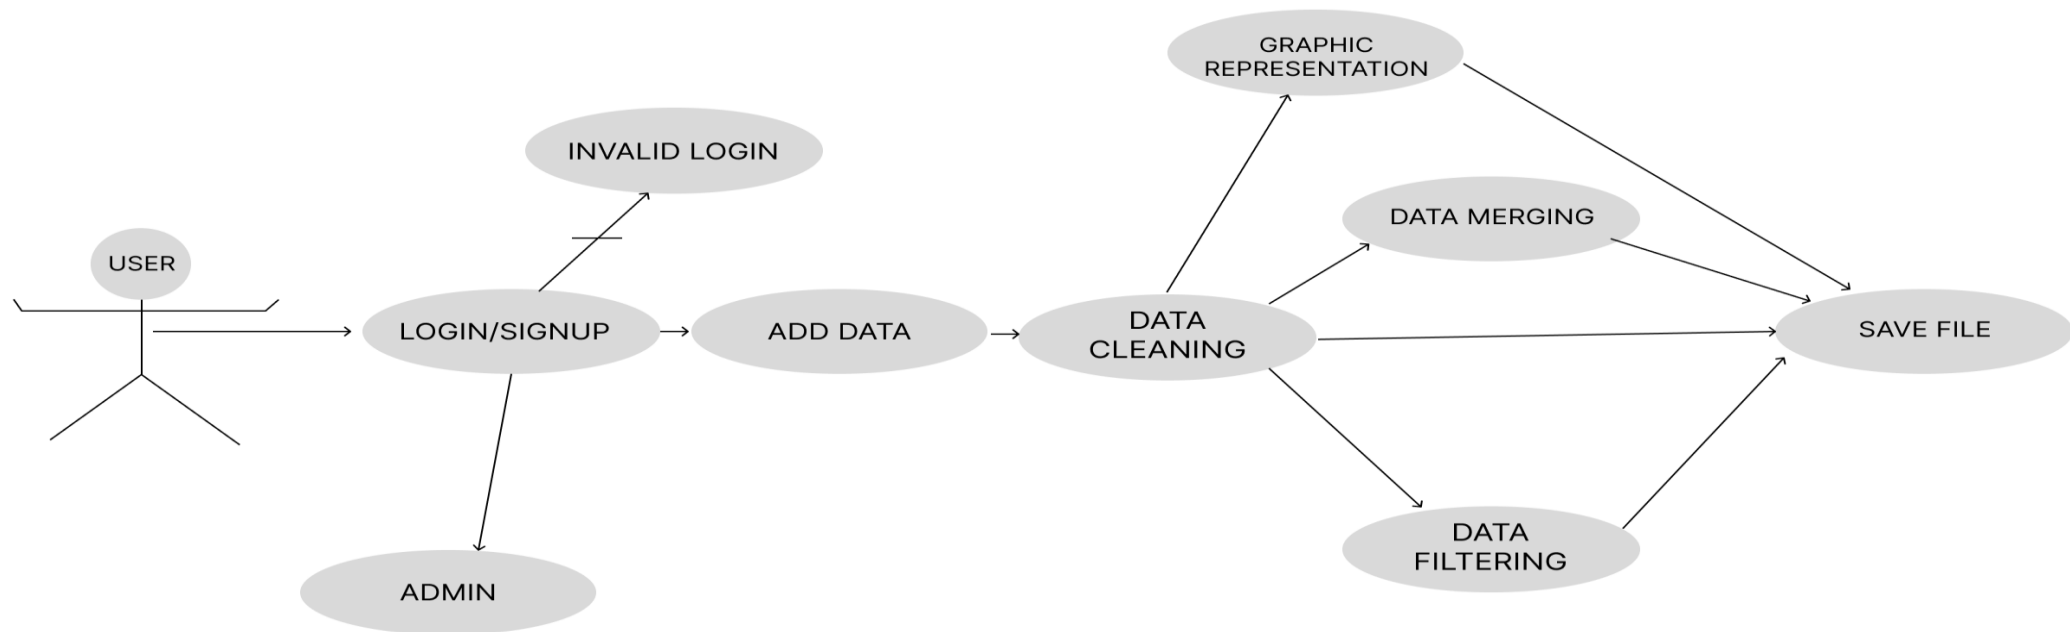 GRAPHIC
REPRESENTATION
INVALID LOGIN
DATA MERGING
USER
LOGIN/SIGNUP
ADD DATA
DATA
CLEANING
SAVE FILE
DATA
FILTERING
ADMIN